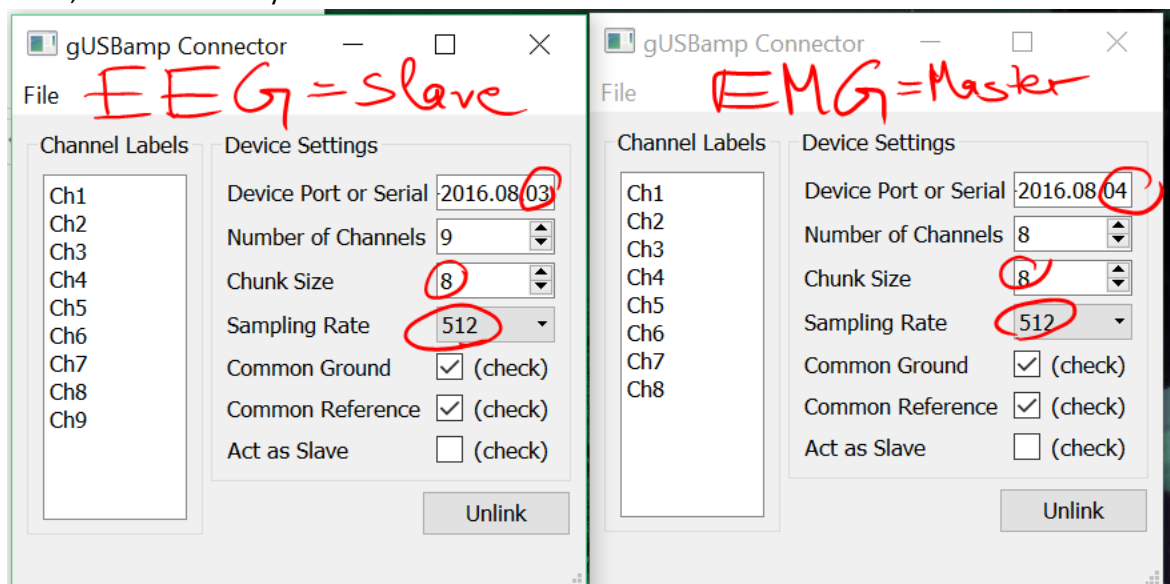 gUSBamp Connector
EEG=Slave
File
Channel Labels
Ch1
Ch2
Ch3
Ch4
Ch5
Ch6
Ch7
Ch8
Ch9
Device Settings
Device Port or Serial -2016.08.03
Number of Channels 9
Chunk Size 8
Sampling Rate 512
Common Ground (check)
Common Reference (check)
Act as Slave (check)
Unlink
gUSBamp Connector
EMG=Master
File
Channel Labels
Ch1
Ch2
Ch3
Ch4
Ch5
Ch6
Ch7
Ch8
Device Settings
Device Port or Serial -2016.08.04
Number of Channels 8
Chunk Size 8
Sampling Rate 512
Common Ground (check)
Common Reference (check)
Act as Slave (check)
Unlink